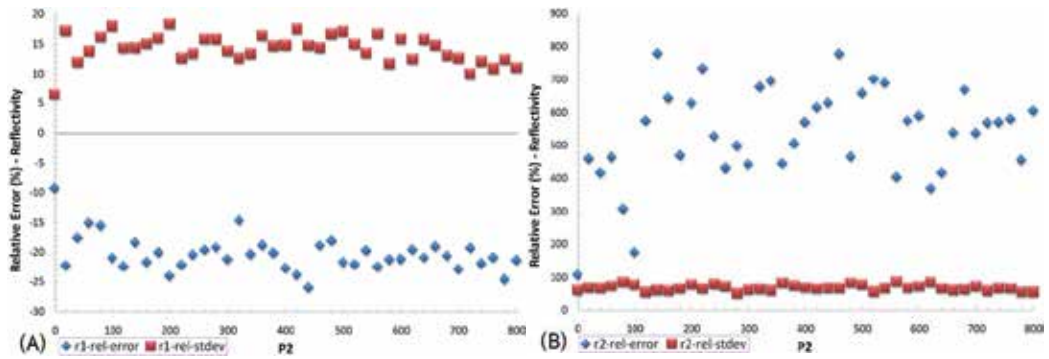 Relative Error (%) - Reflectivity
20
15
10
5
0
-5
-10
-15
-20
-25
-30
0 100 200 300 400 500 600 700 800
(A)
r1-rel-error r1-rel-stdev
P2
Relative Error (%) - Reflectivity
900
800
700
600
500
400
300
200
100
0
0 100 200 300 400 500 600 700 800
(B)
r2-rel-error r2-rel-stdev
P2